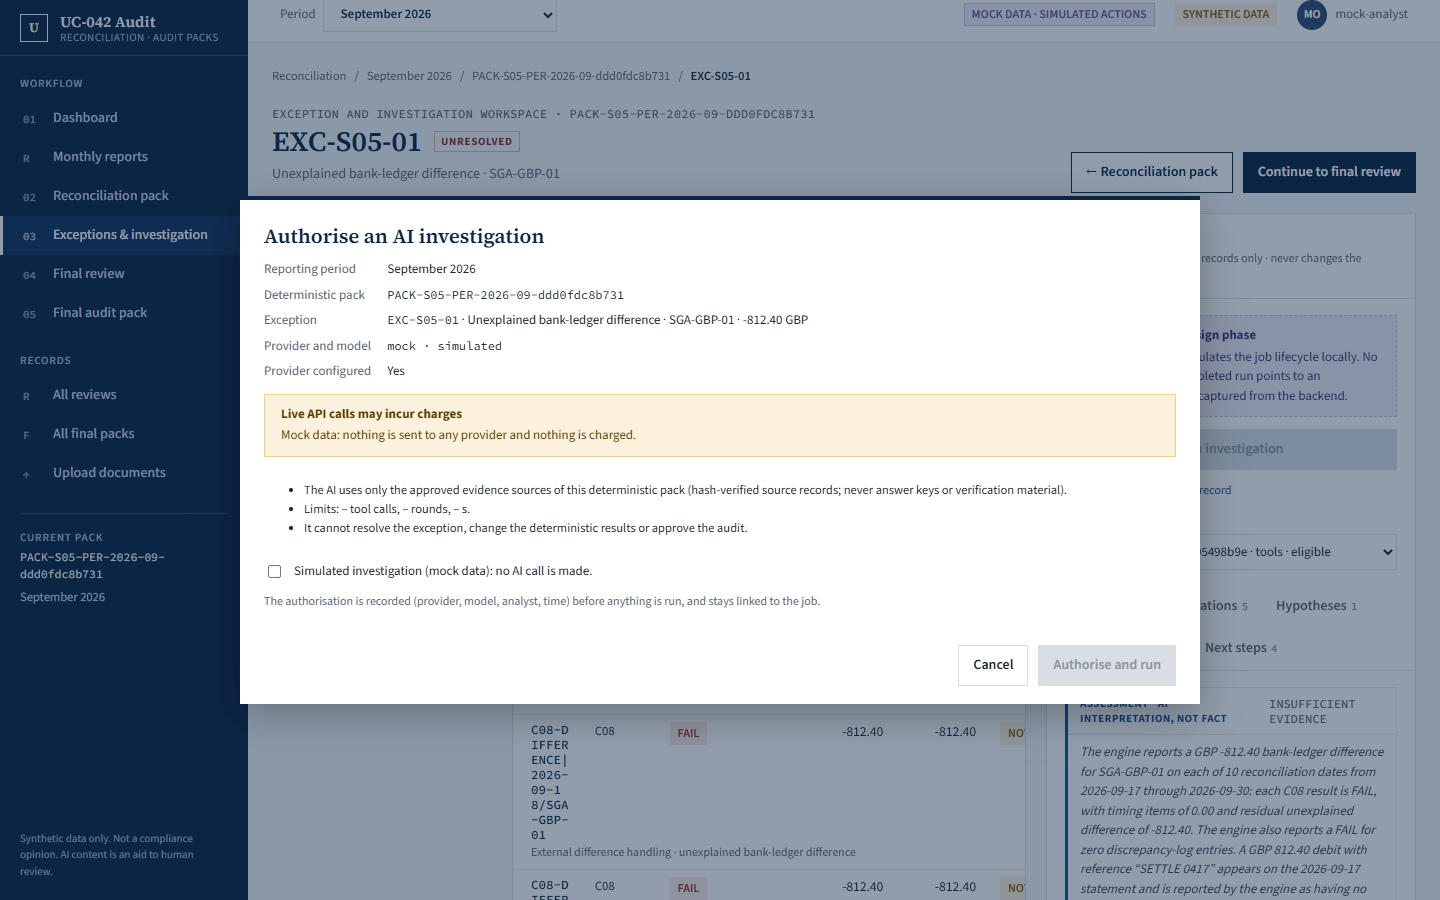 U
UC-042 Audit
RECONCILIATION · AUDIT PACKS
WORKFLOW
01 Dashboard
R Monthly reports
02 Reconciliation pack
03 Exceptions & investigation
04 Final review
05 Final audit pack
RECORDS
R All reviews
F All final packs
↑ Upload documents
CURRENT PACK
PACK-S05-PER-2026-09-
ddd0fdc8b731
September 2026
Synthetic data only. Not a compliance
opinion. AI content is an aid to human
review.
Period September 2026
MOCK DATA · SIMULATED ACTIONS
SYNTHETIC DATA
MO mock-analyst
Reconciliation / September 2026 / PACK-S05-PER-2026-09-ddd0fdc8b731 / EXC-S05-01
EXCEPTION AND INVESTIGATION WORKSPACE · PACK-S05-PER-2026-09-DDD0FDC8B731
EXC-S05-01 UNRESOLVED
Unexplained bank-ledger difference · SGA-GBP-01
← Reconciliation pack
Continue to final review
Authorise an AI investigation
Reporting period September 2026
Deterministic pack PACK-S05-PER-2026-09-ddd0fdc8b731
Exception EXC-S05-01 · Unexplained bank-ledger difference · SGA-GBP-01 · -812.40 GBP
Provider and model mock · simulated
Provider configured Yes
Live API calls may incur charges
Mock data: nothing is sent to any provider and nothing is charged.
• The AI uses only the approved evidence sources of this deterministic pack (hash-verified source records; never answer keys or verification material).
• Limits: – tool calls, – rounds, – s.
• It cannot resolve the exception, change the deterministic results or approve the audit.
Simulated investigation (mock data): no AI call is made.
The authorisation is recorded (provider, model, analyst, time) before anything is run, and stays linked to the job.
Cancel
Authorise and run
C08-D
IFFER
ENCE|
2026-
09-1
8/SGA
-GBP-
01
C08 FAIL -812.40 -812.40
External difference handling · unexplained bank-ledger difference
C08-D
C08 FAIL -812.40 -812.40
records only · never changes the
sign phase
ulates the job lifecycle locally. No
leted run points to an
captured from the backend.
investigation
record
5498b9e · tools · eligible
ations 5 Hypotheses 1
Next steps 4
INTERPRETATION, NOT FACT
INSUFFICIENT
EVIDENCE
The engine reports a GBP -812.40 bank-ledger difference
for SGA-GBP-01 on each of 10 reconciliation dates from
2026-09-17 through 2026-09-30: each C08 result is FAIL,
with timing items of 0.00 and residual unexplained
difference of -812.40. The engine also reports a FAIL for
zero discrepancy-log entries. A GBP 812.40 debit with
reference “SETTLE 0417” appears on the 2026-09-17
statement and is reported by the engine as having no